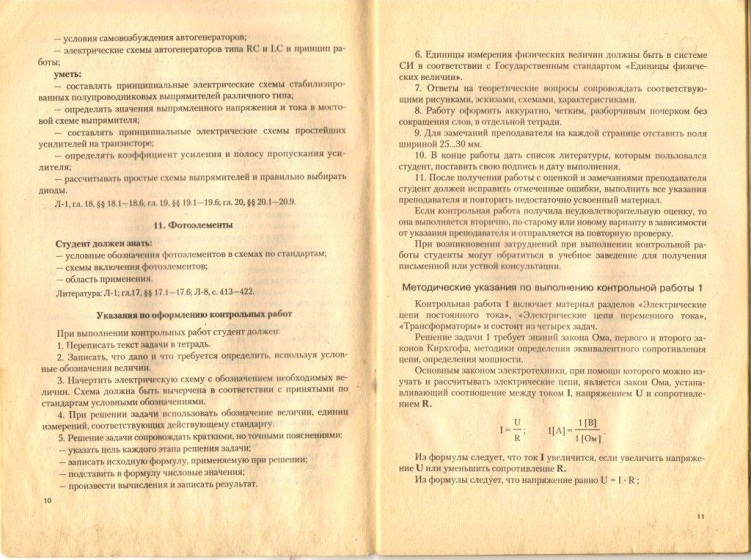 — условия самовозбуждения автогенераторов;
— электрические схемы автогенераторов типа RC и LC и принцип ра-
боты;
уметь:
— составлять принципиальные электрические схемы стабилизиро-
ванных полупроводниковых выпрямителей различного типа;
— определять значения выпрямленного напряжения и тока в мосто-
вой схеме выпрямителя;
— составлять принципиальные электрические схемы простейших
усилителей на транзисторе;
— определять коэффициент усиления и полосу пропускания уси-
лителя;
— рассчитывать простые схемы выпрямителей и правильно выбирать
диоды.
Л-1, гл. 18, §§ 18.1—18.6; гл. 19, §§ 19.1—19.6; гл. 20, §§ 20.1—20.9.
11. Фотоэлементы
Студент должен знать:
— условные обозначения фотоэлементов в схемах по стандартам;
— схемы включения фотоэлементов;
— область применения.
Литература: Л-1; гл.17, §§ 17.1—17.6; Л-8, с. 413—422.
Указания по оформлению контрольных работ
При выполнении контрольных работ студент должен:
1. Переписать текст задачи в тетрадь.
2. Записать, что дано и что требуется определить, используя услов-
ные обозначения величин.
3. Начертить электрическую схему с обозначением необходимых ве-
личин. Схема должна быть вычерчена в соответствии с принятыми по
стандартам условными обозначениями.
4. При решении задачи использовать обозначение величин, единиц
измерений, соответствующих действующему стандарту.
5. Решение задачи сопровождать краткими, но точными пояснениями:
— указать цель каждого этапа решения задачи;
— записать исходную формулу, применяемую при решении;
— подставить в формулу числовые значения;
— произвести вычисления и записать результат.
10
6. Единицы измерения физических величин должны быть в системе
СИ в соответствии с Государственным стандартом «Единицы физиче-
ских величин».
7. Ответы на теоретические вопросы сопровождать соответствую-
щими рисунками, эскизами, схемами, характеристиками.
8. Работу оформить аккуратно, четким, разборчивым почерком без
сокращения слов, в отдельной тетради.
9. Для замечаний преподавателя на каждой странице отставить поля
шириной 25...30 мм.
10. В конце работы дать список литературы, которым пользовался
студент, поставить свою подпись и дату выполнения.
11. После получения работы с оценкой и замечаниями преподавателя
студент должен исправить отмеченные ошибки, выполнить все указания
преподавателя и повторить недостаточно усвоенный материал.
Если контрольная работа получила неудовлетворительную оценку, то
она выполняется вторично, по старому или новому варианту в зависимости
от указания преподавателя и отправляется на повторную проверку.
При возникновении затруднений при выполнении контрольной ра-
боты студенты могут обратиться в учебное заведение для получения
письменной или устной консультации.
Методические указания по выполнению контрольной работы 1
Контрольная работа 1 включает материал разделов «Электрические
цепи постоянного тока», «Электрические цепи переменного тока»,
«Трансформаторы» и состоит из четырех задач.
Решение задачи 1 требует знаний закона Ома, первого и второго за-
конов Кирхгофа, методики определения эквивалентного сопротивления
цепи, определения мощности.
Основным законом электротехники, при помощи которого можно из-
учать и рассчитывать электрические цепи, является закон Ома, устана-
вливающий соотношение между током I, напряжением U и сопротивле-
нием R.
I = U/R; 1[А] = 1 [В]/1 [Ом].
Из формулы следует, что ток I увеличится, если увеличить напряже-
ние U или уменьшить сопротивление R.
Из формулы следует, что напряжение равно U = I · R ;
11